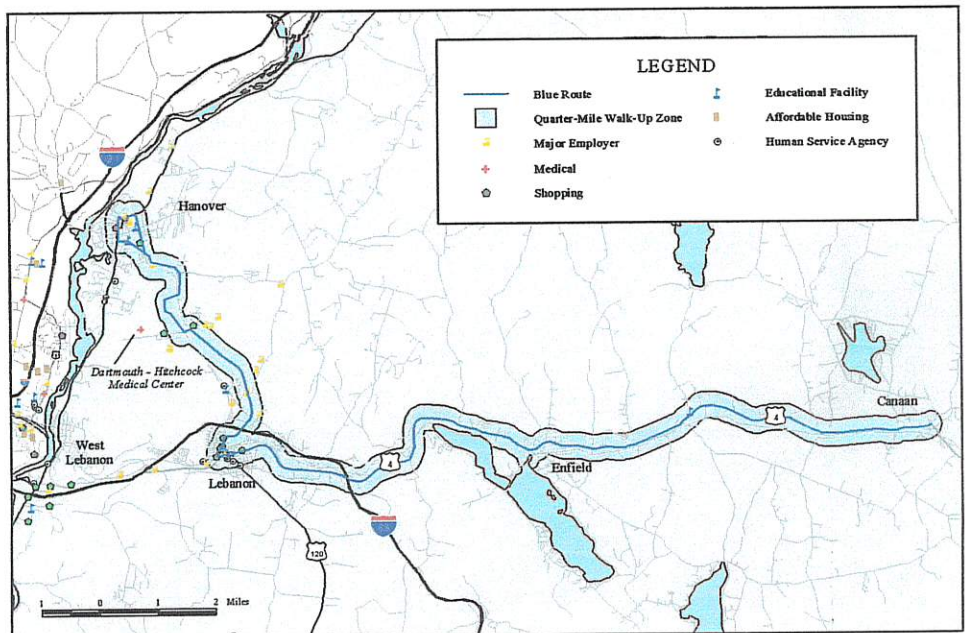 LEGEND
Blue Route
Educational Facility
Quarter-Mile Walk-Up Zone
Affordable Housing
Major Employer
Human Service Agency
Medical
Shopping
Hanover
Dartmouth - Hitchcock
Medical Center
Canaan
4
West
Lebanon
4
Enfield
Lebanon
120
1 0 1 2 Miles